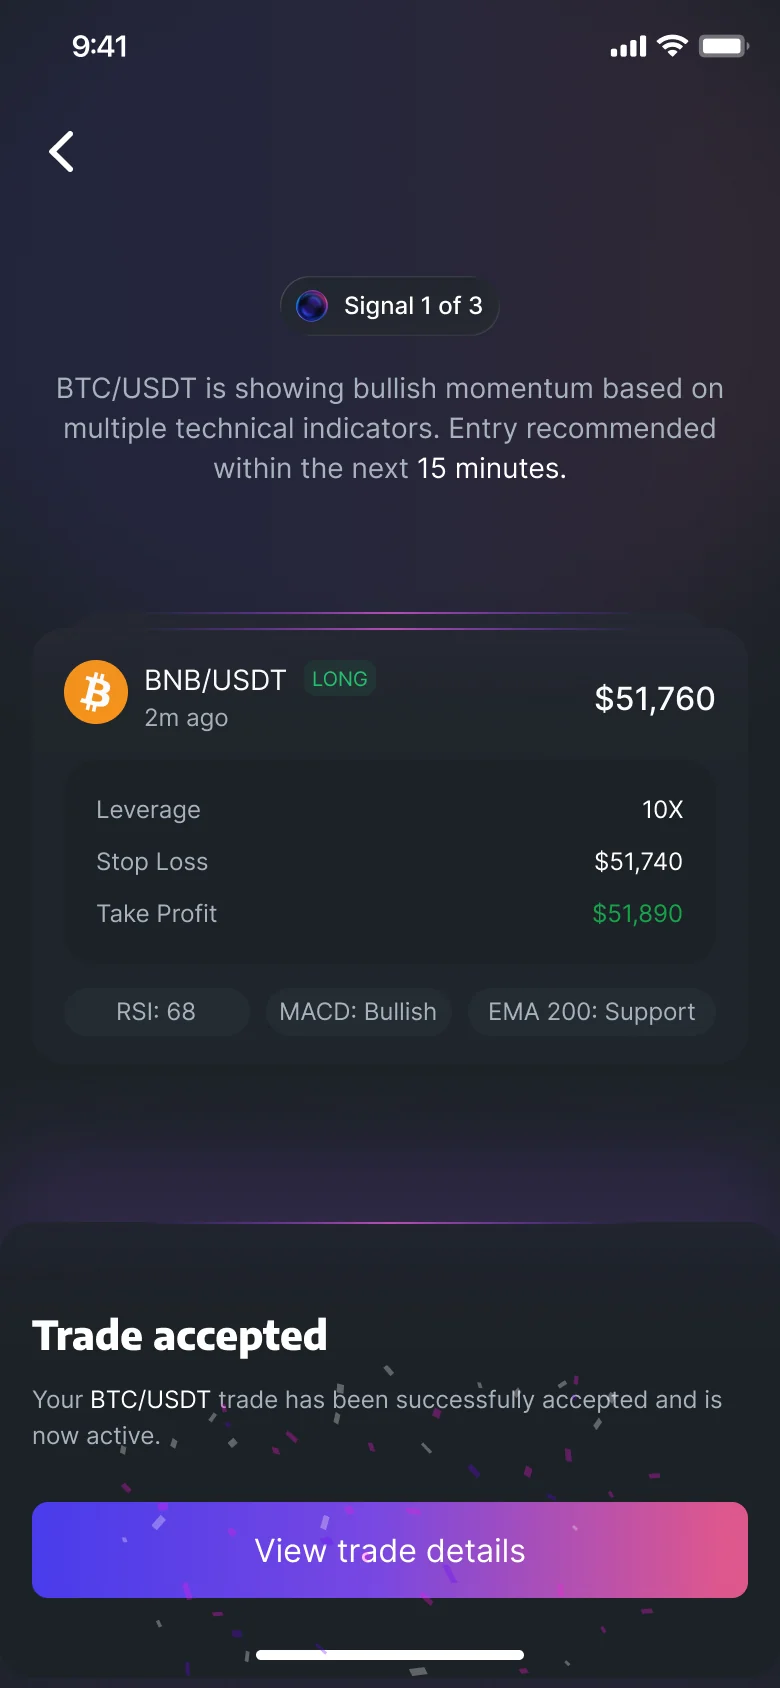 9:41
Signal 1 of 3
BTC/USDT is showing bullish momentum based on
multiple technical indicators. Entry recommended
within the next 15 minutes.
BNB/USDT LONG
2m ago
$51,760
Leverage 10X
Stop Loss $51,740
Take Profit $51,890
RSI: 68 MACD: Bullish EMA 200: Support
Trade accepted
Your BTC/USDT trade has been successfully accepted and is
now active.
View trade details